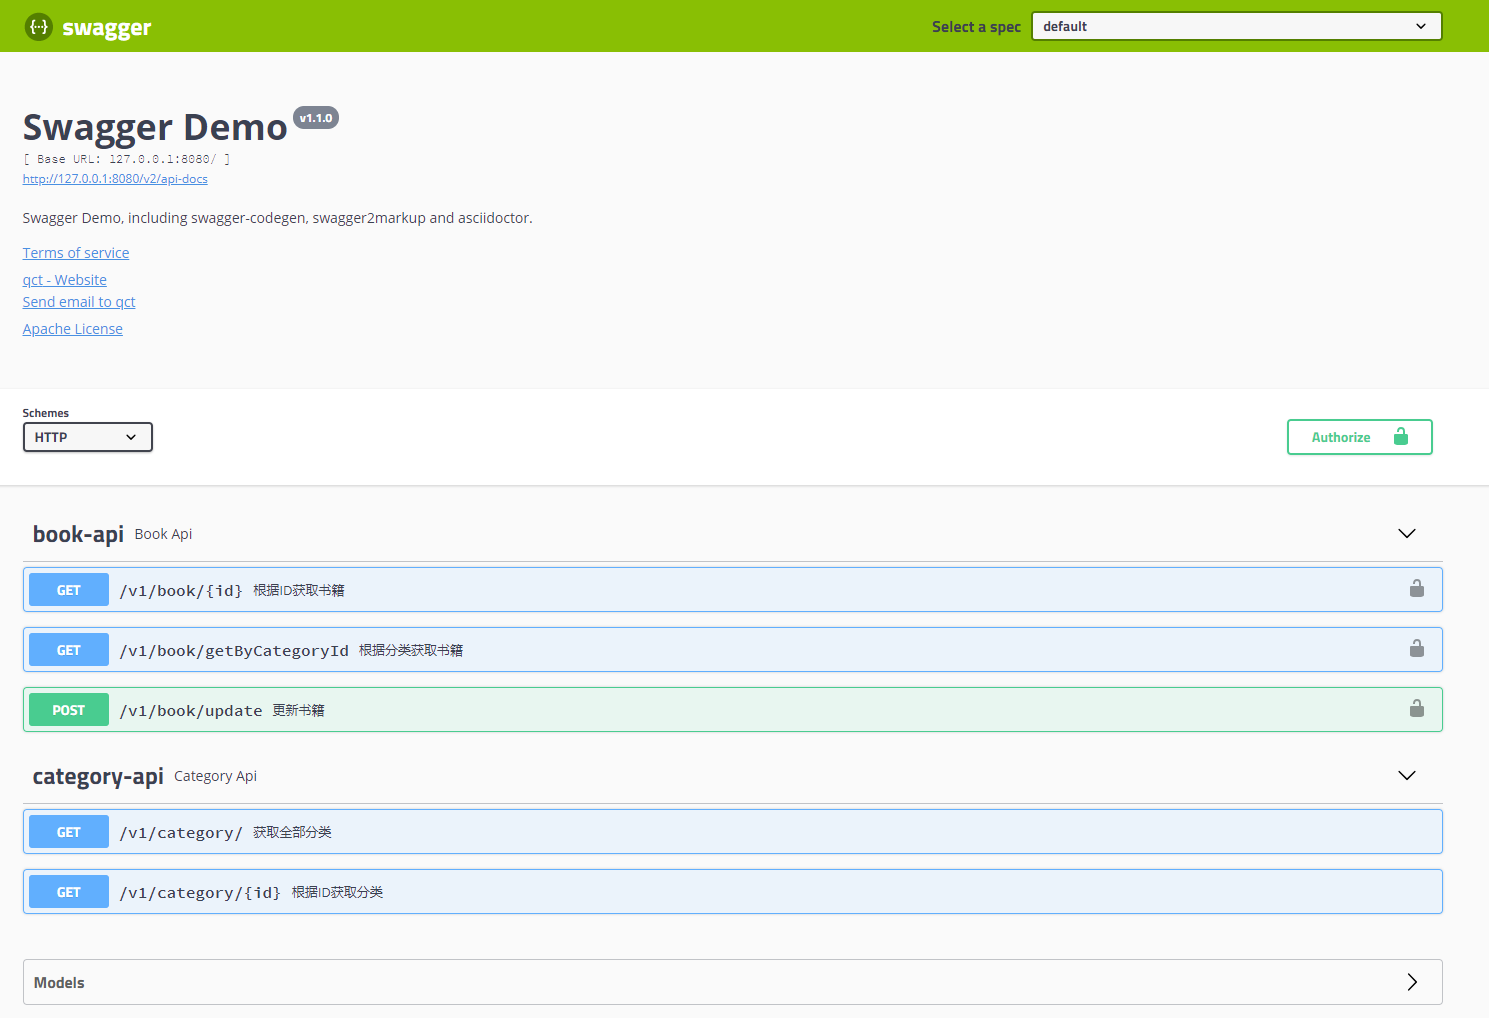 {···} swagger
Select a spec default
Swagger Demo v1.1.0
[ Base URL: 127.0.0.1:8080/ ]
http://127.0.0.1:8080/v2/api-docs
Swagger Demo, including swagger-codegen, swagger2markup and asciidoctor.
Terms of service
qct - Website
Send email to qct
Apache License
Schemes
HTTP
Authorize
book-api Book Api
GET /v1/book/{id} 根据ID获取书籍
GET /v1/book/getByCategoryId 根据分类获取书籍
POST /v1/book/update 更新书籍
category-api Category Api
GET /v1/category/ 获取全部分类
GET /v1/category/{id} 根据ID获取分类
Models